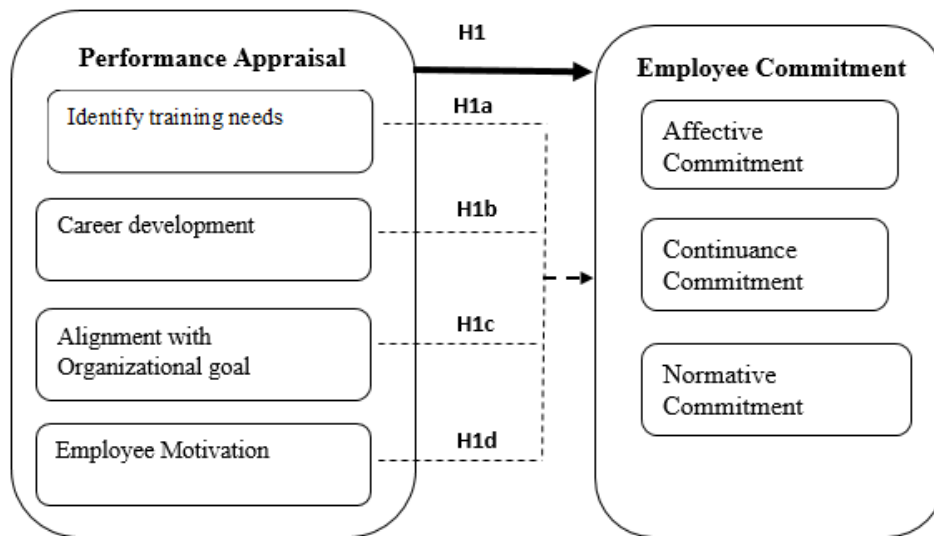 Performance Appraisal
Identify training needs
Career development
Alignment with
Organizational goal
Employee Motivation
H1
H1a
H1b
H1c
H1d
Employee Commitment
Affective
Commitment
Continuance
Commitment
Normative
Commitment